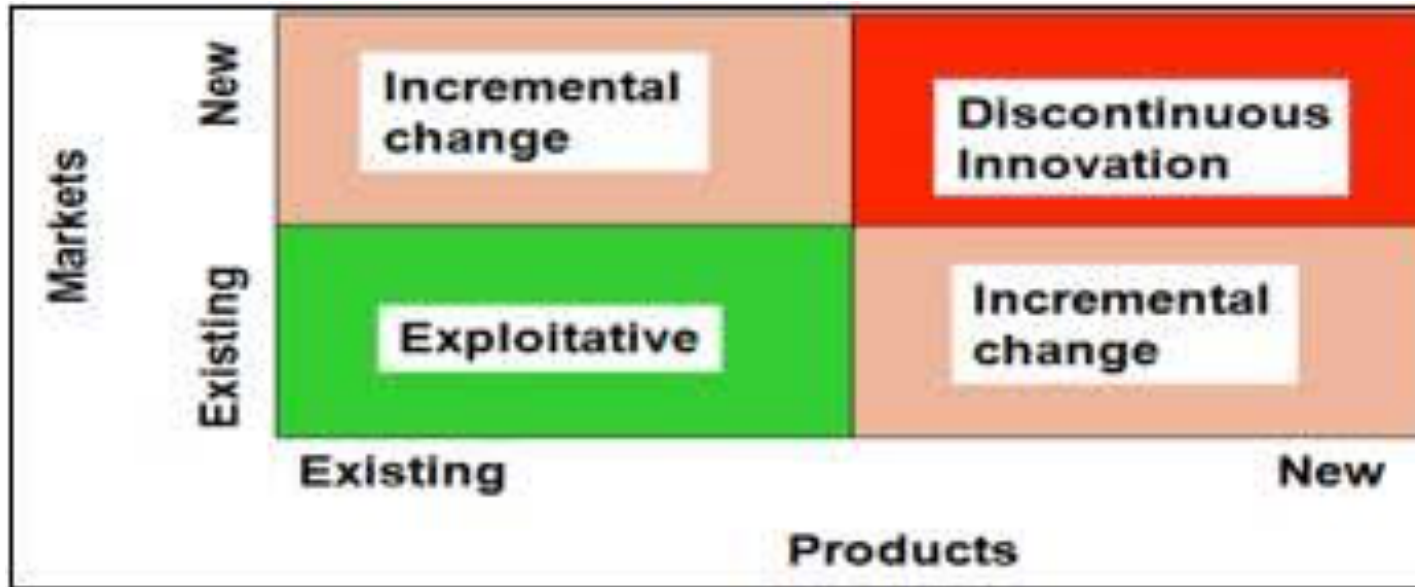 Markets
New
Existing
Incremental
change
Discontinuous
Innovation
Exploitative
Incremental
change
Existing
New
Products